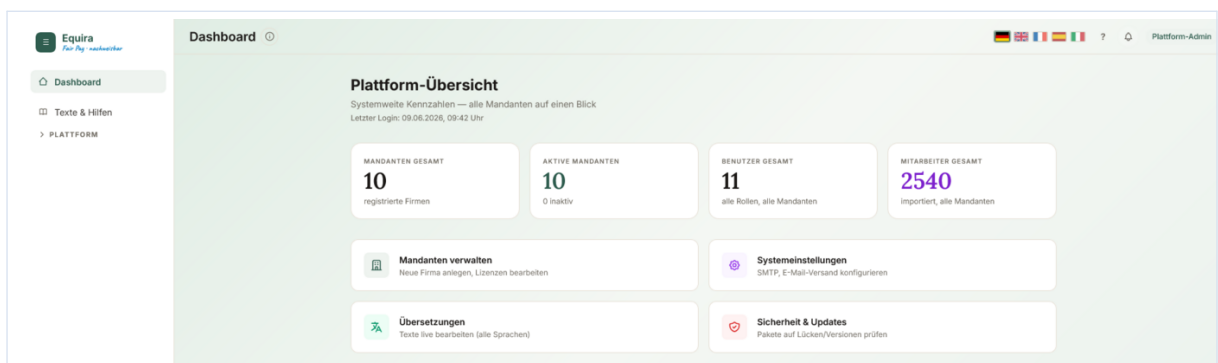 Equira
Fair Pay - nachweisbar
Dashboard
Texte & Hilfen
PLATTFORM
Dashboard
?
Plattform-Admin
Plattform-Übersicht
Systemweite Kennzahlen — alle Mandanten auf einen Blick
Letzter Login: 09.06.2026, 09:42 Uhr
MANDANTEN GESAMT
10
registrierte Firmen
AKTIVE MANDANTEN
10
0 inaktiv
BENUTZER GESAMT
11
alle Rollen, alle Mandanten
MITARBEITER GESAMT
2540
importiert, alle Mandanten
Mandanten verwalten
Neue Firma anlegen, Lizenzen bearbeiten
Systemeinstellungen
SMTP, E-Mail-Versand konfigurieren
Übersetzungen
Texte live bearbeiten (alle Sprachen)
Sicherheit & Updates
Pakete auf Lücken/Versionen prüfen